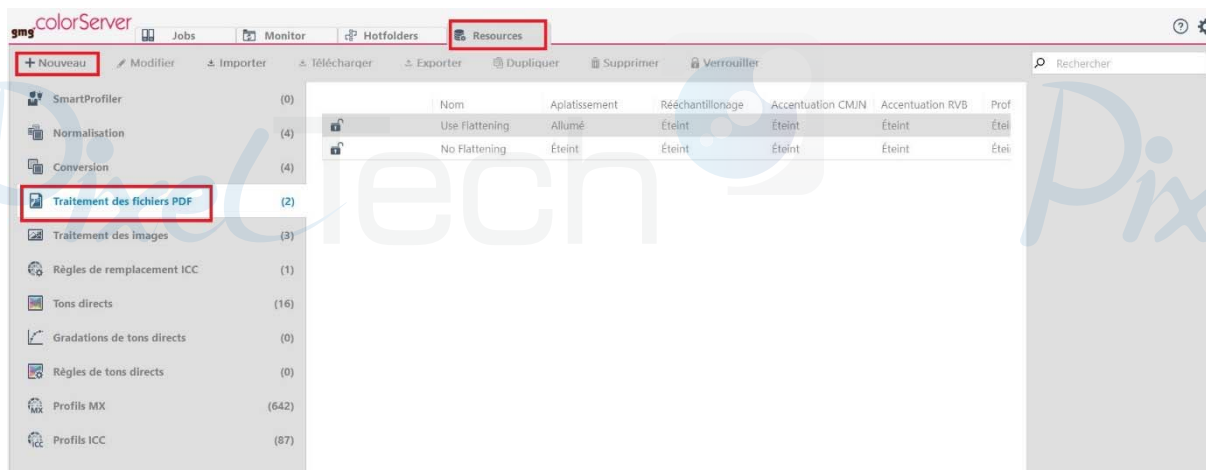 gmg colorServer
Jobs Monitor Hotfolders Resources
+ Nouveau Modifier Importer Télécharger Exporter Dupliquer Supprimer Verrouiller Rechercher
SmartProfiler (0)
Normalisation (4)
Conversion (4)
Traitement des fichiers PDF (2)
Traitement des images (3)
Règles de remplacement ICC (1)
Tons directs (16)
Gradations de tons directs (0)
Règles de tons directs (0)
Profils MX (642)
Profils ICC (87)
Nom Aplatissement Rééchantillonage Accentuation CMJN Accentuation RVB Prof
Use Flattening Allumé Éteint Éteint Éteint Étei
No Flattening Éteint Éteint Éteint Éteint Étei
PixelTech Pix